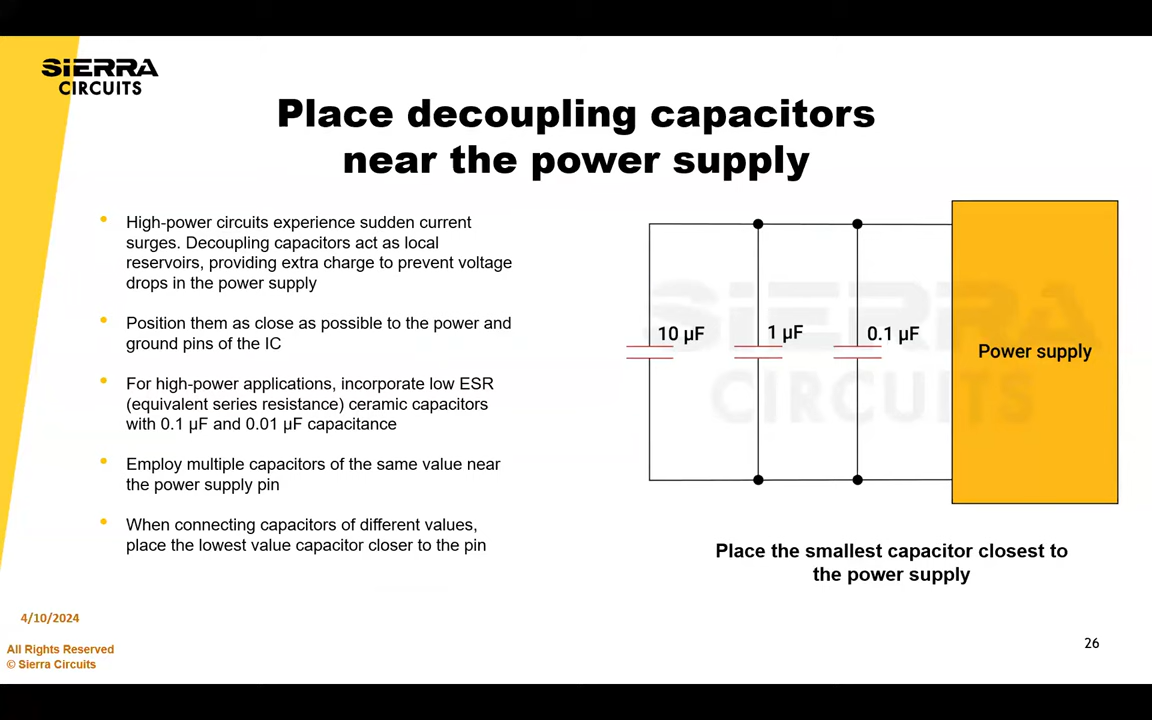 SIERRA
CIRCUITS
Place decoupling capacitors
near the power supply
• High-power circuits experience sudden current
surges. Decoupling capacitors act as local
reservoirs, providing extra charge to prevent voltage
drops in the power supply
• Position them as close as possible to the power and
ground pins of the IC
• For high-power applications, incorporate low ESR
(equivalent series resistance) ceramic capacitors
with 0.1 µF and 0.01 µF capacitance
• Employ multiple capacitors of the same value near
the power supply pin
• When connecting capacitors of different values,
place the lowest value capacitor closer to the pin
SIERRA
CIRCUITS
10 µF
1 µF
0.1 µF
Power supply
Place the smallest capacitor closest to
the power supply
4/10/2024
All Rights Reserved
© Sierra Circuits
26